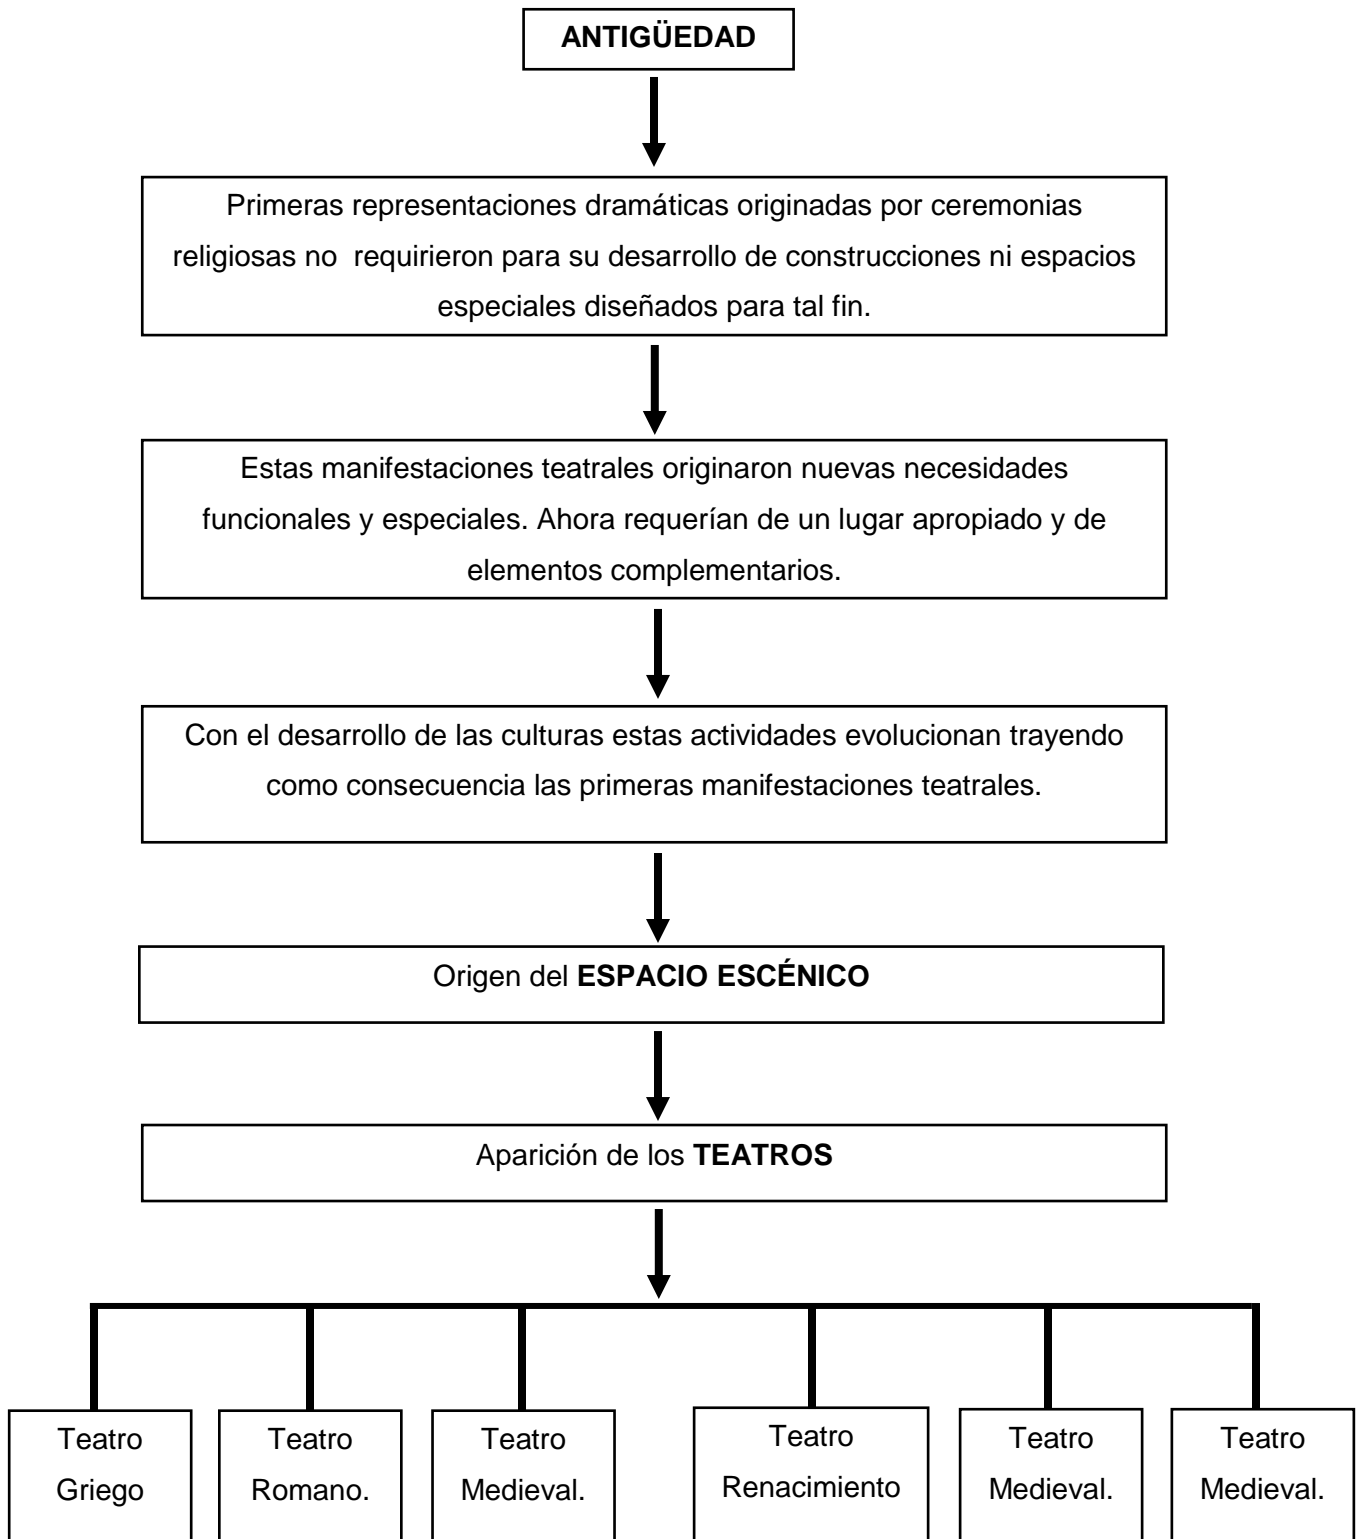 ANTIGÜEDAD
Primeras representaciones dramáticas originadas por ceremonias
religiosas no  requirieron para su desarrollo de construcciones ni espacios
especiales diseñados para tal fin.
Estas manifestaciones teatrales originaron nuevas necesidades
funcionales y especiales. Ahora requerían de un lugar apropiado y de
elementos complementarios.
Con el desarrollo de las culturas estas actividades evolucionan trayendo
como consecuencia las primeras manifestaciones teatrales.
Origen del ESPACIO ESCÉNICO
Aparición de los TEATROS
Teatro
Griego
Teatro
Romano.
Teatro
Medieval.
Teatro
Renacimiento
Teatro
Medieval.
Teatro
Medieval.